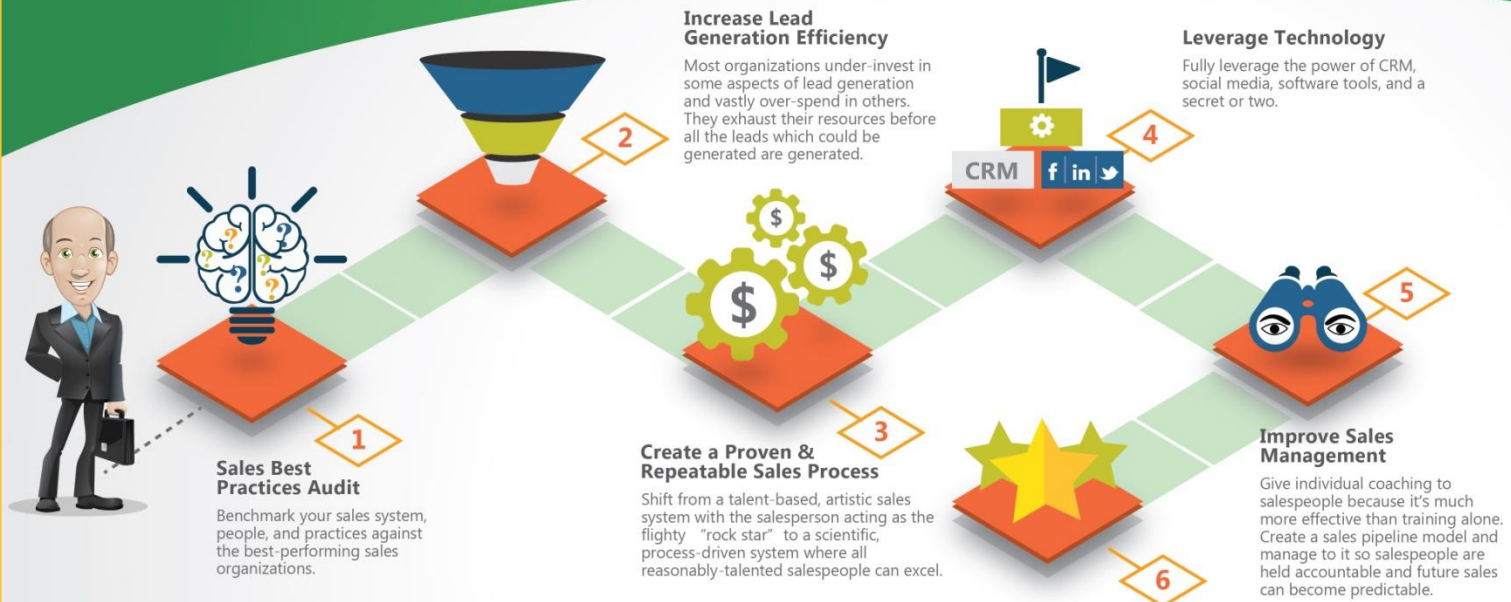 1
Sales Best
Practices Audit
Benchmark your sales system,
people, and practices against
the best-performing sales
organizations.
2
Increase Lead
Generation Efficiency
Most organizations under-invest in
some aspects of lead generation
and vastly over-spend in others.
They exhaust their resources before
all the leads which could be
generated are generated.
$
$
$
3
Create a Proven &
Repeatable Sales Process
Shift from a talent-based, artistic sales
system with the salesperson acting as the
flighty "rock star" to a scientific,
process-driven system where all
reasonably-talented salespeople can excel.
4
Leverage Technology
Fully leverage the power of CRM,
social media, software tools, and a
secret or two.
CRM
f in
5
Improve Sales
Management
Give individual coaching to
salespeople because it's much
more effective than training alone.
Create a sales pipeline model and
manage to it so salespeople are
held accountable and future sales
can become predictable.
6
? ? ? ? ? ?